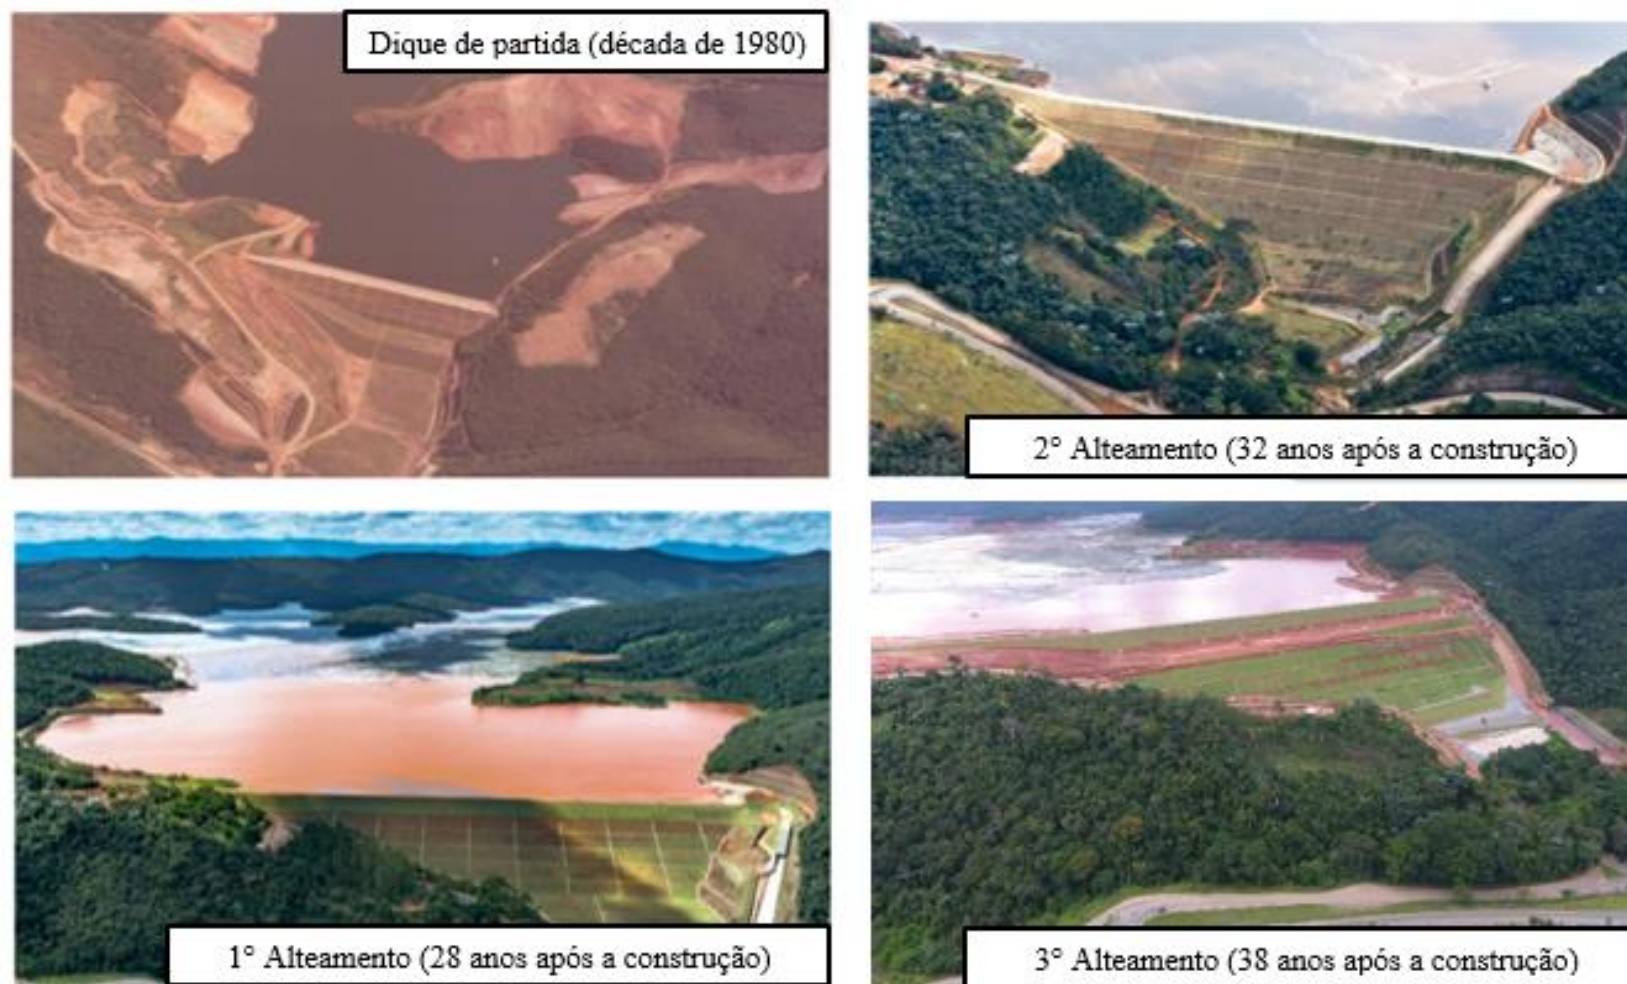 Dique de partida (década de 1980)
2° Alteamento (32 anos após a construção)
1° Alteamento (28 anos após a construção)
3° Alteamento (38 anos após a construção)